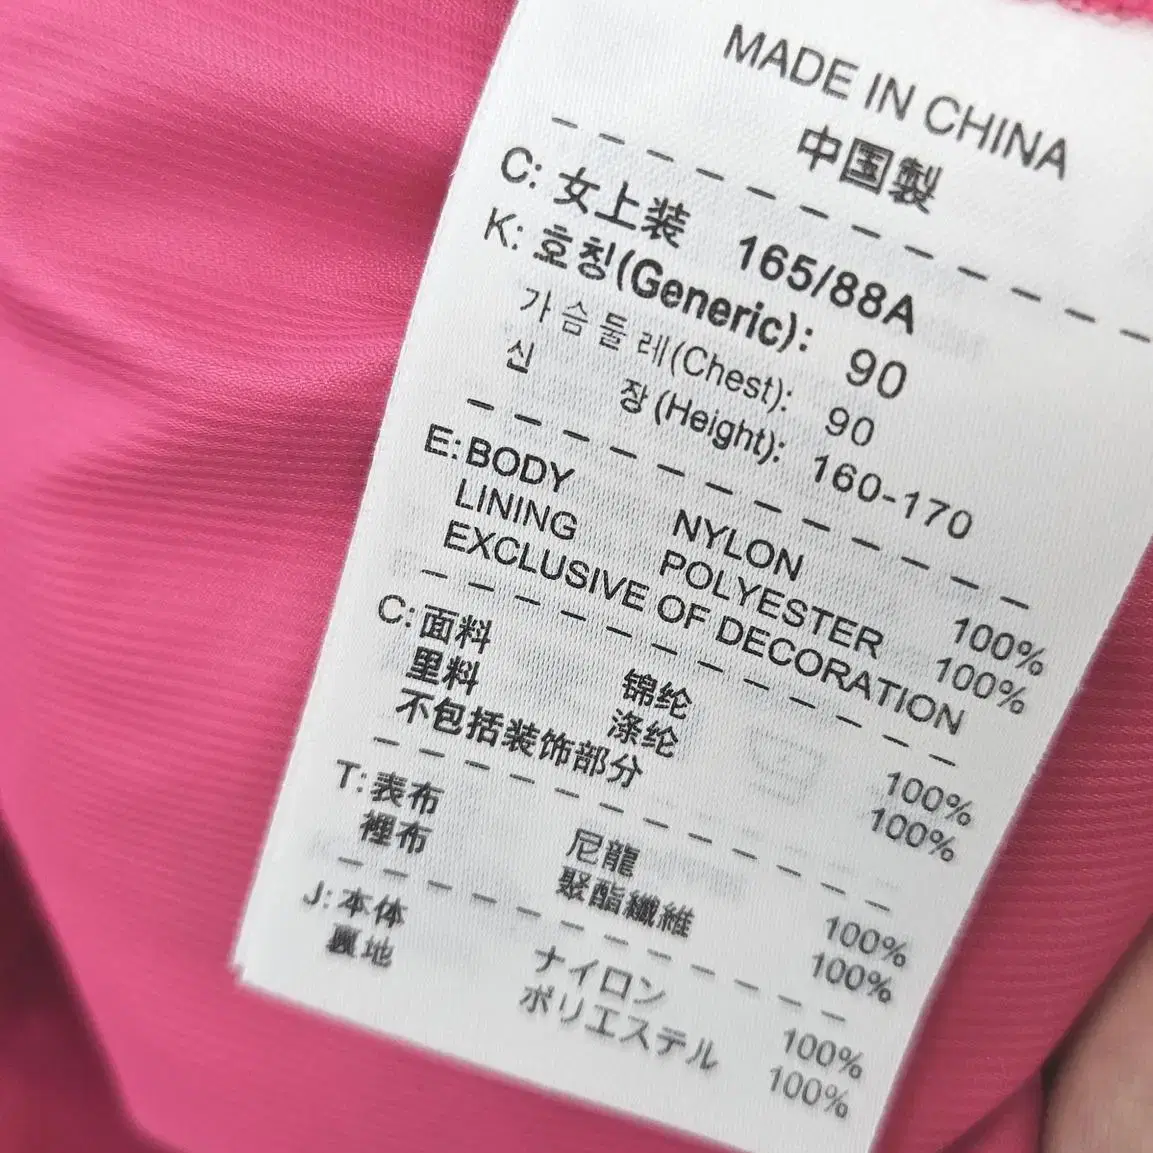 MADE IN CHINA
中国製
C: 女上装 165/88A
K: 호칭(Generic): 90
가슴둘레(Chest): 90
신 장(Height): 160-170
E: BODY NYLON 100%
LINING POLYESTER 100%
EXCLUSIVE OF DECORATION
C: 面料 锦纶 100%
里料 涤纶 100%
不包括装饰部分
T: 表布 尼龍 100%
裡布 聚酯纖維 100%
J: 本体 ナイロン 100%
裏地 ポリエステル 100%